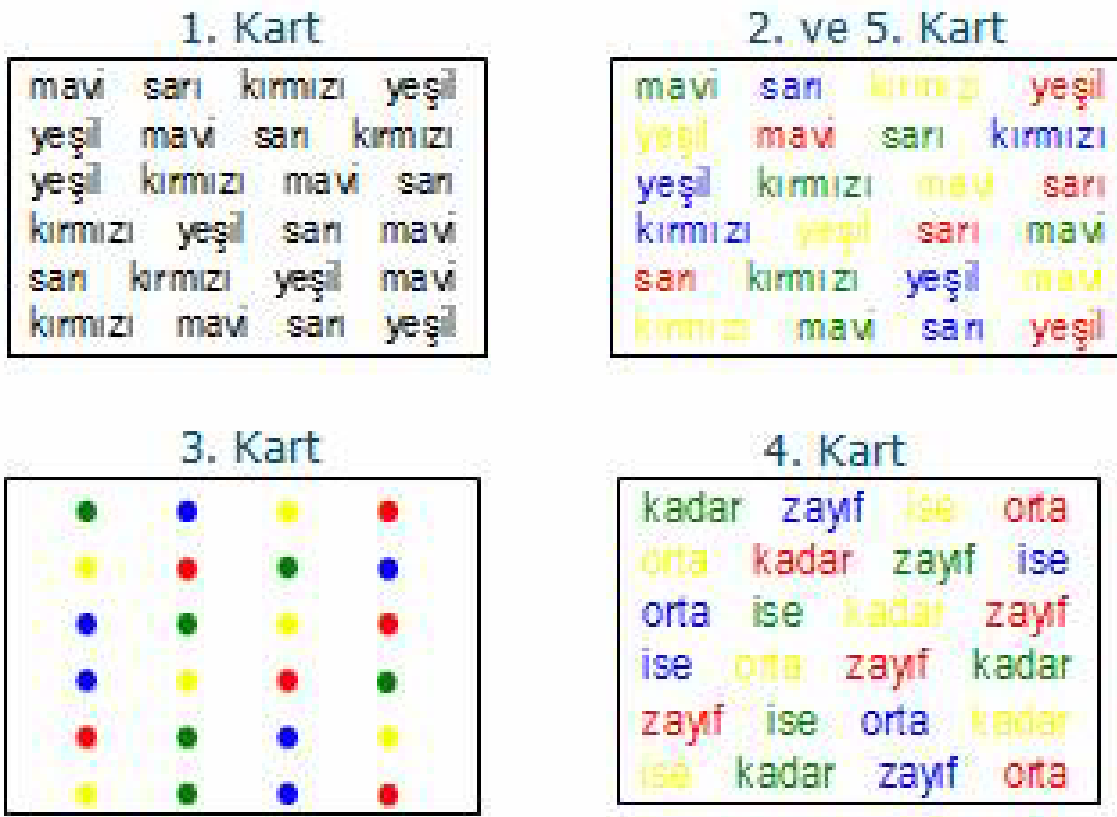 1. Kart
mavi sarı kırmızı yeşil
yeşil mavi sarı kırmızı
yeşil kırmızı mavi sarı
kırmızı yeşil sarı mavi
sarı kırmızı yeşil mavi
kırmızı mavi sarı yeşil
2. ve 5. Kart
mavi sarı kırmızı yeşil
yeşil mavi sarı kırmızı
yeşil kırmızı mavi sarı
kırmızı yeşil sarı mavi
sarı kırmızı yeşil mavi
kırmızı mavi sarı yeşil
3. Kart
4. Kart
kadar zayıf ise orta
orta kadar zayıf ise
orta ise kadar zayıf
ise orta zayıf kadar
zayıf ise orta kadar
ise kadar zayıf orta